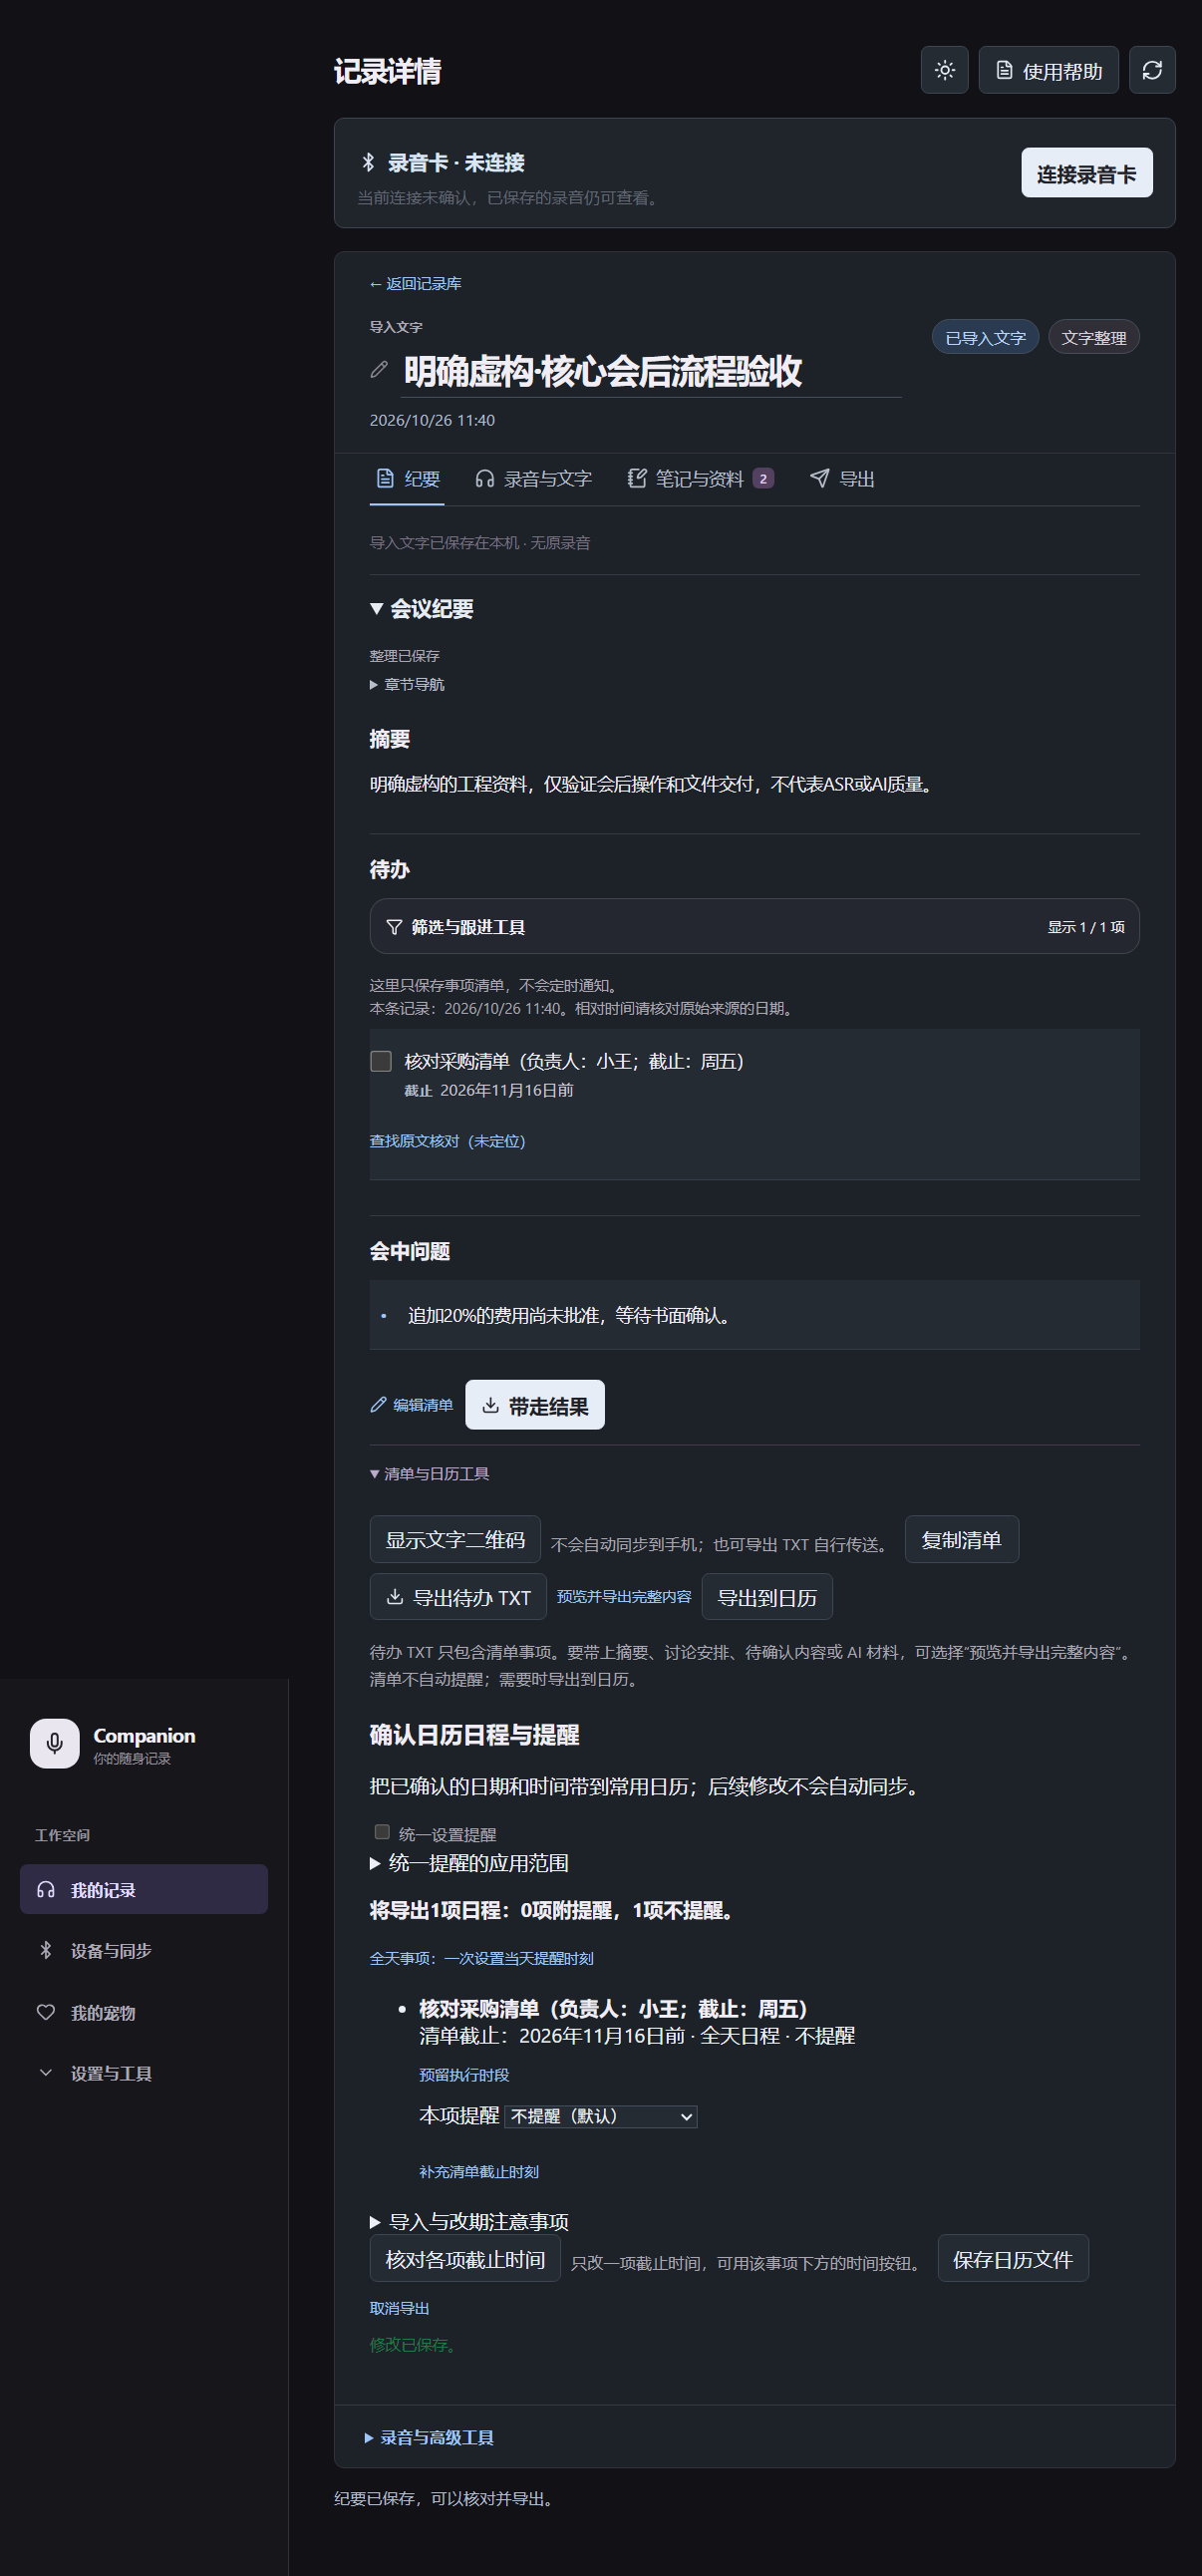 记录详情
使用帮助
录音卡 · 未连接
当前连接未确认，已保存的录音仍可查看。
连接录音卡
← 返回记录库
导入文字
明确虚构·核心会后流程验收
已导入文字
文字整理
2026/10/26 11:40
纪要
录音与文字
笔记与资料 2
导出
导入文字已保存在本机 · 无原录音
▼ 会议纪要
整理已保存
▶ 章节导航
摘要
明确虚构的工程资料，仅验证会后操作和文件交付，不代表ASR或AI质量。
待办
筛选与跟进工具
显示 1 / 1 项
这里只保存事项清单，不会定时通知。
本条记录：2026/10/26 11:40。相对时间请核对原始来源的日期。
核对采购清单（负责人：小王；截止：周五）
截止 2026年11月16日前
查找原文核对（未定位）
会中问题
• 追加20%的费用尚未批准，等待书面确认。
编辑清单
带走结果
▼ 清单与日历工具
显示文字二维码
不会自动同步到手机；也可导出 TXT 自行传送。
复制清单
导出待办 TXT
预览并导出完整内容
导出到日历
待办 TXT 只包含清单事项。要带上摘要、讨论安排、待确认内容或 AI 材料，可选择“预览并导出完整内容”。
清单不自动提醒；需要时导出到日历。
确认日历日程与提醒
把已确认的日期和时间带到常用日历；后续修改不会自动同步。
统一设置提醒
▶ 统一提醒的应用范围
将导出1项日程：0项附提醒，1项不提醒。
全天事项：一次设置当天提醒时刻
• 核对采购清单（负责人：小王；截止：周五）
清单截止：2026年11月16日前 · 全天日程 · 不提醒
预留执行时段
本项提醒 不提醒（默认）
补充清单截止时刻
▶ 导入与改期注意事项
核对各项截止时间
只改一项截止时间，可用该事项下方的时间按钮。
保存日历文件
取消导出
修改已保存。
▶ 录音与高级工具
纪要已保存，可以核对并导出。
Companion
你的随身记录
工作空间
我的记录
设备与同步
我的宠物
设置与工具